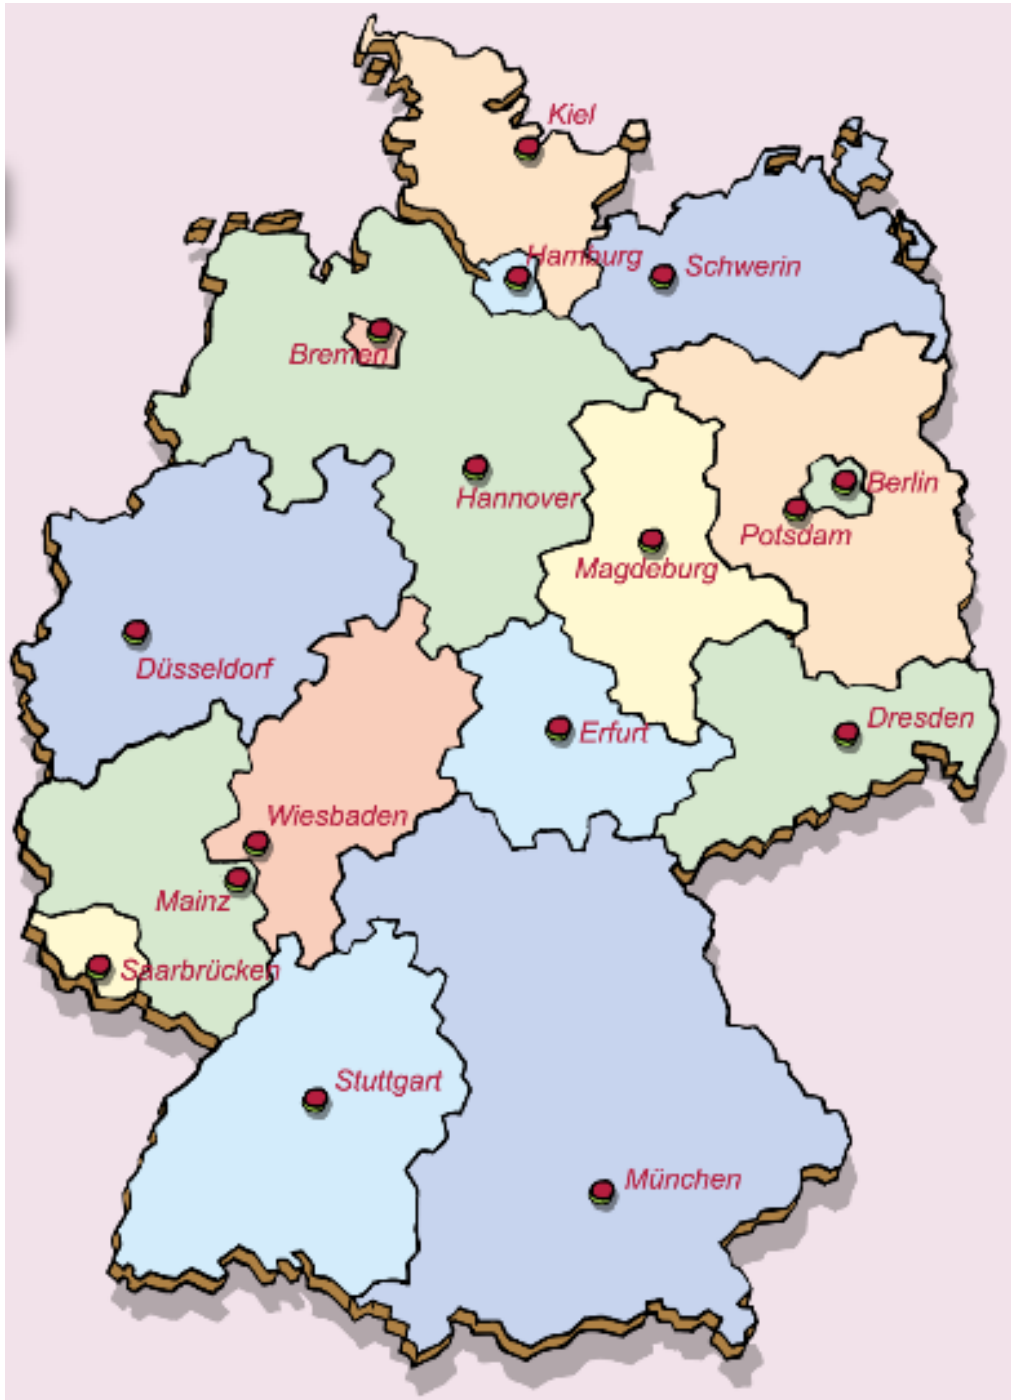 Kiel
Hamburg
Schwerin
Bremen
Hannover
Berlin
Potsdam
Magdeburg
Düsseldorf
Dresden
Erfurt
Wiesbaden
Mainz
Saarbrücken
Stuttgart
München